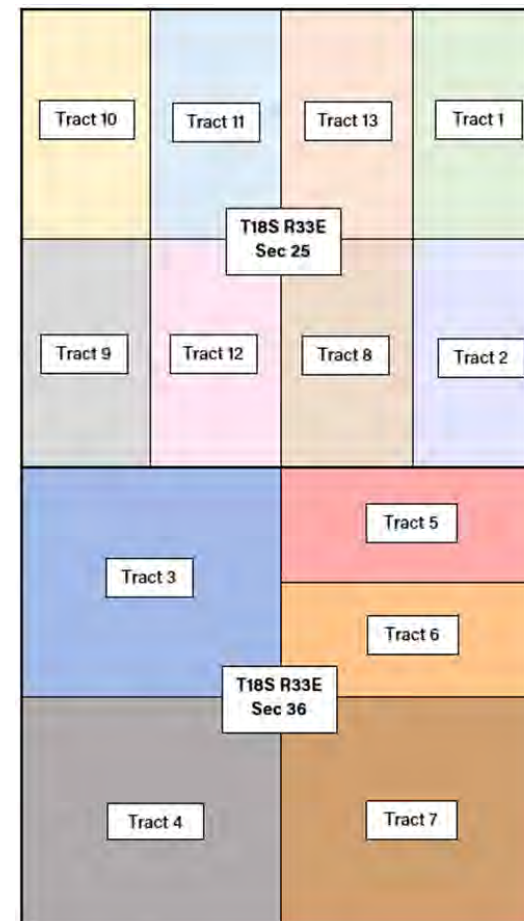 Tract 10
Tract 11
Tract 13
Tract 1
T18S R33E
Sec 25
Tract 9
Tract 12
Tract 8
Tract 2
Tract 5
Tract 3
Tract 6
T18S R33E
Sec 36
Tract 4
Tract 7